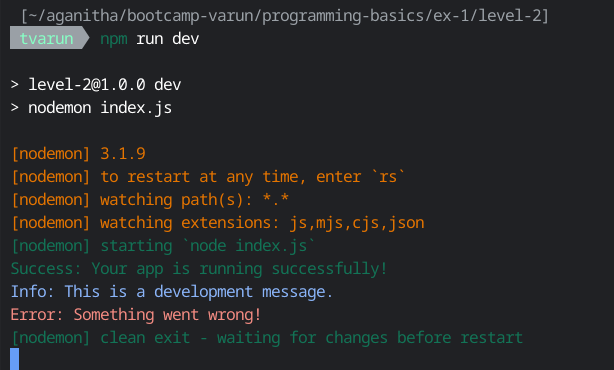 [~/aganitha/bootcamp-varun/programming-basics/ex-1/level-2]
tvarun npm run dev
> level-2@1.0.0 dev
> nodemon index.js
[nodemon] 3.1.9
[nodemon] to restart at any time, enter `rs`
[nodemon] watching path(s): *.*
[nodemon] watching extensions: js,mjs,cjs,json
[nodemon] starting `node index.js`
Success: Your app is running successfully!
Info: This is a development message.
Error: Something went wrong!
[nodemon] clean exit - waiting for changes before restart